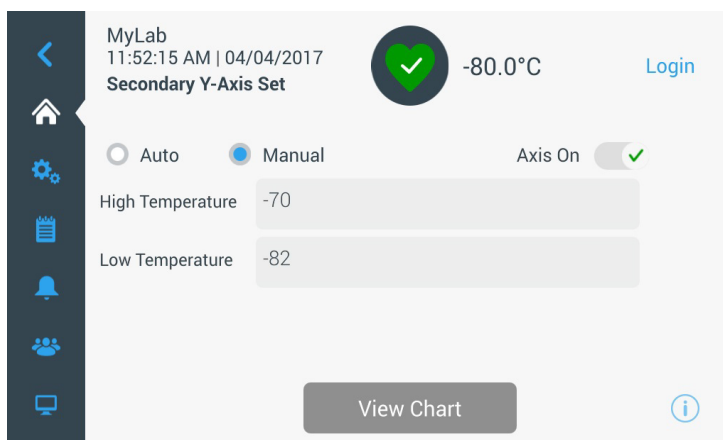 MyLab
11:52:15 AM | 04/04/2017
Secondary Y-Axis Set
-80.0°C
Login
Auto
Manual
Axis On
High Temperature
-70
Low Temperature
-82
View Chart
i